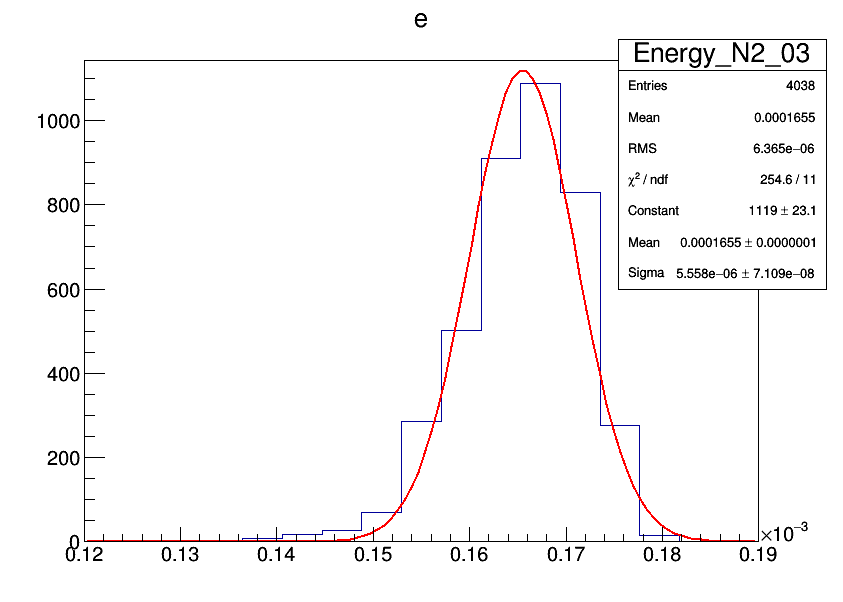 e
Energy_N2_03
Entries 4038
Mean 0.0001655
RMS 6.365e−06
χ² / ndf 254.6 / 11
Constant 1119 ± 23.1
Mean 0.0001655 ± 0.0000001
Sigma 5.558e−06 ± 7.109e−08
1000
800
600
400
200
0
0.12 0.13 0.14 0.15 0.16 0.17 0.18 0.19
×10⁻³